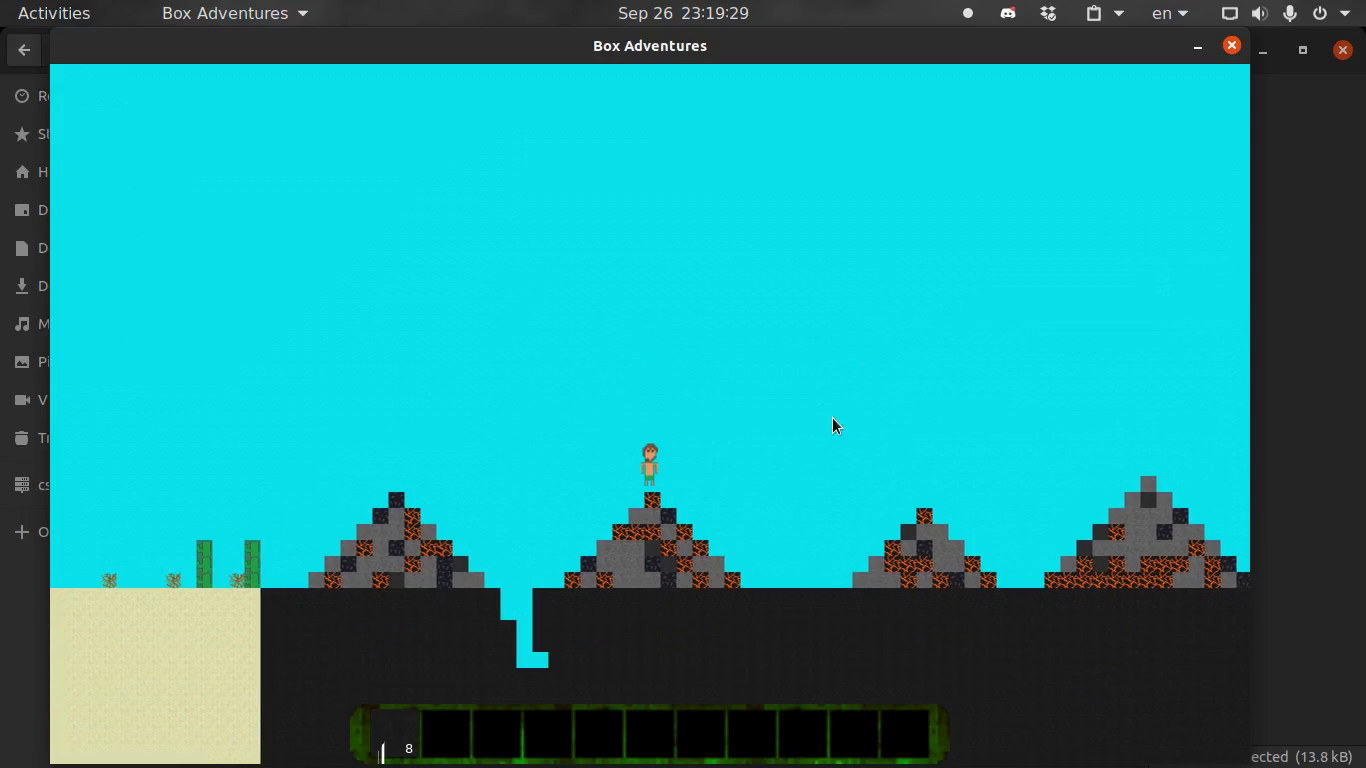 Activities
Box Adventures
Sep 26 23:19:29
en
Box Adventures
8
ected (13.8 kB)